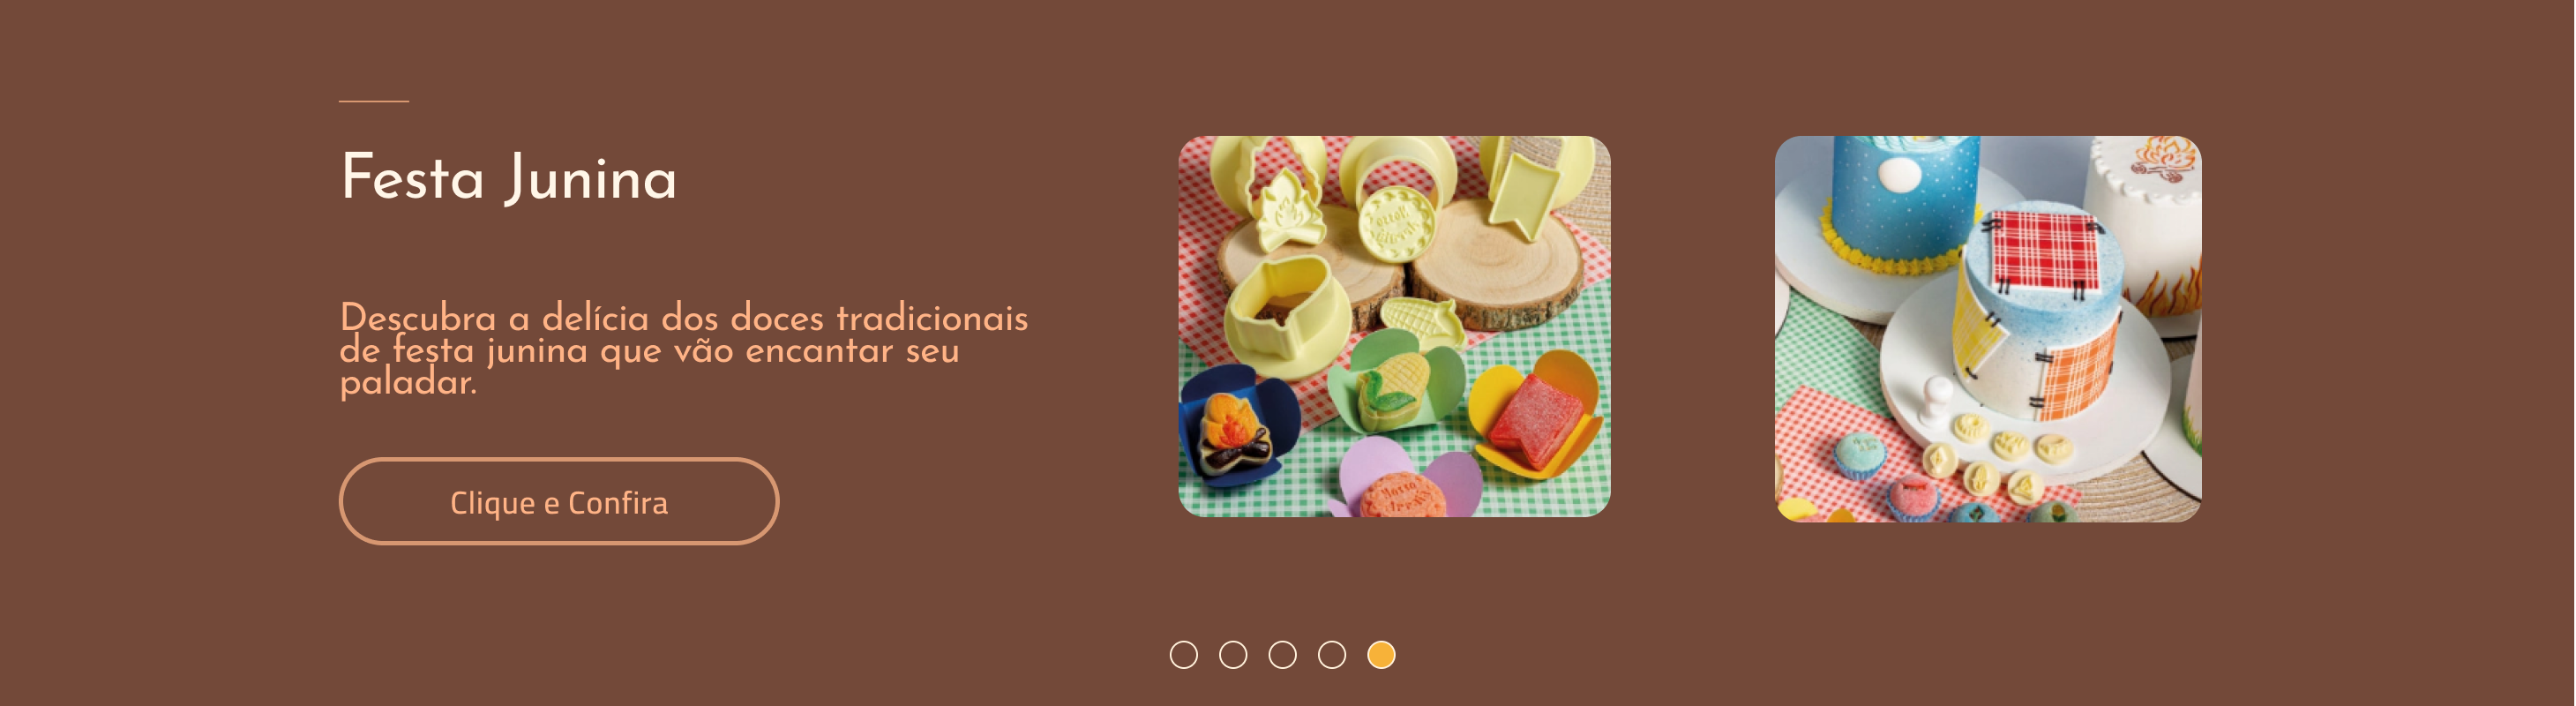 Festa Junina
Descubra a delícia dos doces tradicionais
de festa junina que vão encantar seu
paladar.
Clique e Confira